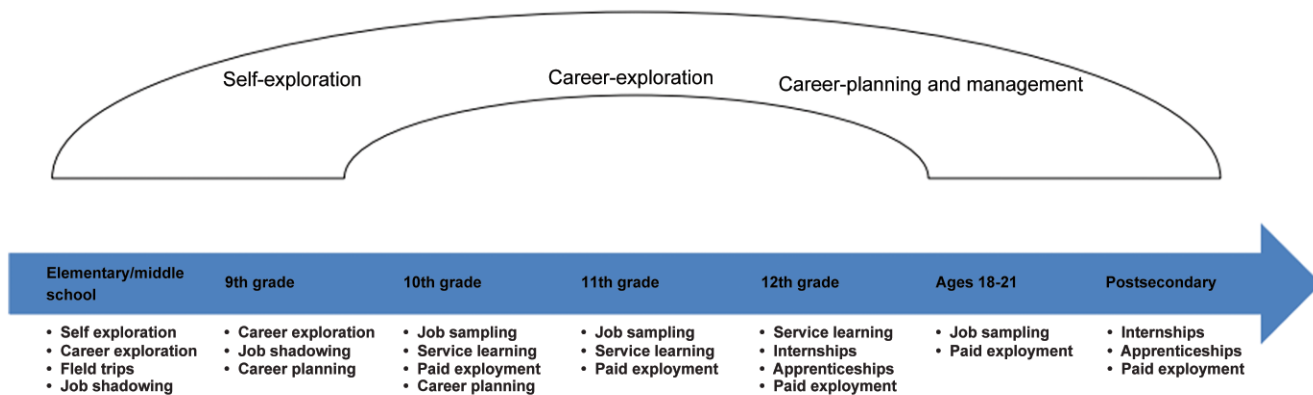 Self-exploration
Career-exploration
Career-planning and management
Elementary/middle
school
9th grade
10th grade
11th grade
12th grade
Ages 18-21
Postsecondary
• Self exploration
• Career exploration
• Fleld trips
• Job shadowing
• Career exploration
• Job shadowing
• Career planning
• Job sampling
• Service learning
• Paid exployment
• Career planning
• Job sampling
• Service learning
• Paid exployment
• Service learning
• Internships
• Apprenticeships
• Paid exployment
• Job sampling
• Paid exployment
• Internships
• Apprenticeships
• Paid exployment